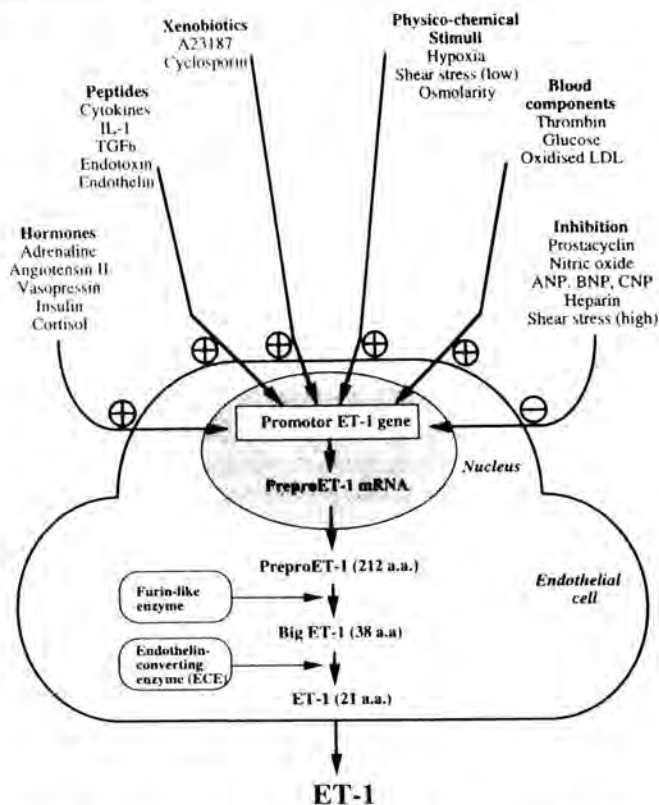 Xenobiotics
A23187
Cyclosporin
Physico-chemical
Stimuli
Hypoxia
Shear stress (low)
Osmolarity
Peptides
Cytokines
IL-1
TGFb
Endotoxin
Endothelin
Blood
components
Thrombin
Glucose
Oxidised LDL
Hormones
Adrenaline
Angiotensin II
Vasopressin
Insulin
Cortisol
Inhibition
Prostacyclin
Nitric oxide
ANP. BNP, CNP
Heparin
Shear stress (high)
+ + + + + −
Promotor ET-1 gene
Nucleus
PreproET-1 mRNA
PreproET-1 (212 a.a.)
Furin-like
enzyme
Endothelial
cell
Big ET-1 (38 a.a)
Endothelin-
converting
enzyme (ECE)
ET-1 (21 a.a.)
ET-1